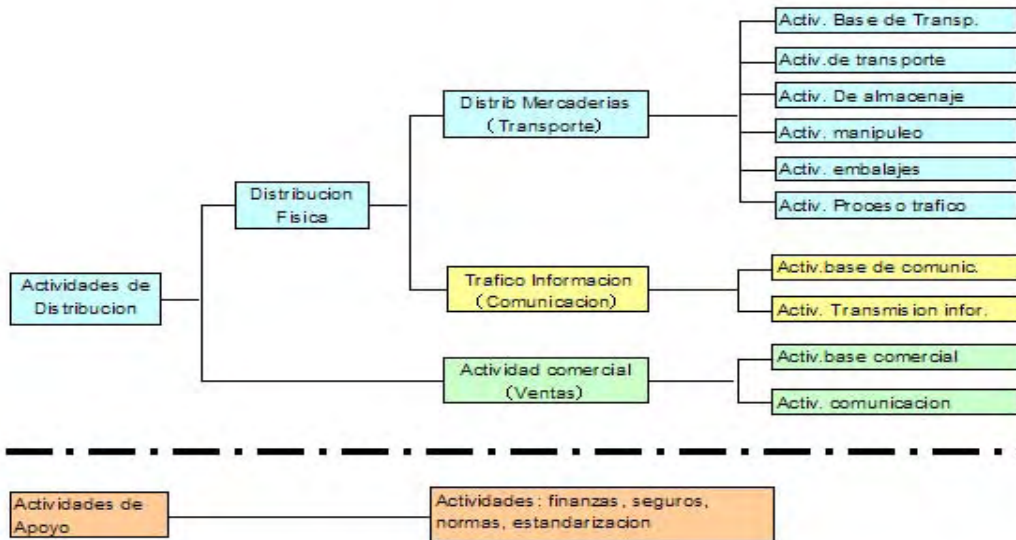 Activ. Base de Transp.
Activ.de transporte
Distrib Mercaderias
(Transporte)
Activ. De almacenaje
Activ. manipuleo
Activ. embalajes
Distribucion
Fisica
Activ. Proceso trafico
Actividades de
Distribucion
Trafico Informacion
(Comunicacion)
Activ.base de comunic.
Activ. Transmision infor.
Actividad comercial
(Ventas)
Activ.base comercial
Activ. comunicacion
Actividades de
Apoyo
Actividades: finanzas, seguros,
normas, estandarizacion